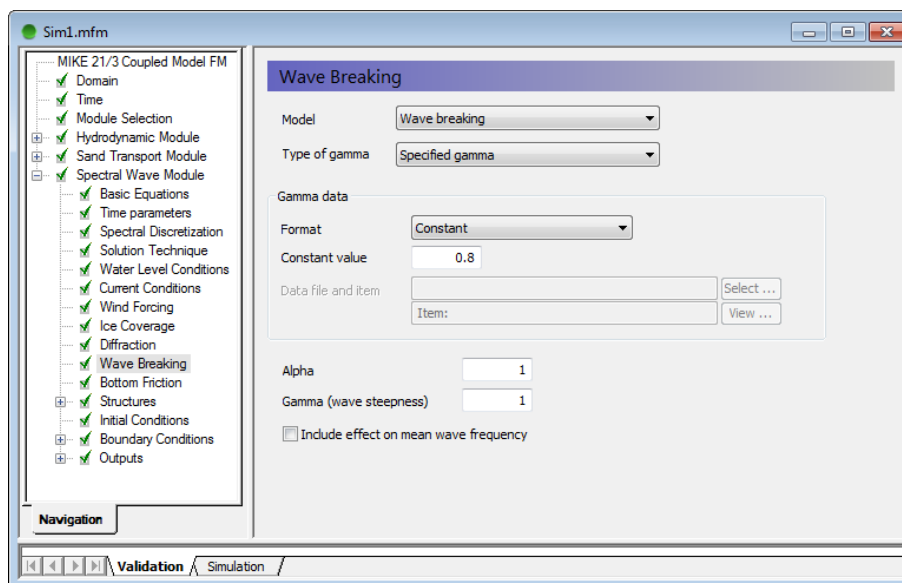 Sim1.mfm
MIKE 21/3 Coupled Model FM
Domain
Time
Module Selection
Hydrodynamic Module
Sand Transport Module
Spectral Wave Module
Basic Equations
Time parameters
Spectral Discretization
Solution Technique
Water Level Conditions
Current Conditions
Wind Forcing
Ice Coverage
Diffraction
Wave Breaking
Bottom Friction
Structures
Initial Conditions
Boundary Conditions
Outputs
Navigation
Wave Breaking
Model Wave breaking
Type of gamma Specified gamma
Gamma data
Format Constant
Constant value 0.8
Data file and item Select ...
Item: View ...
Alpha 1
Gamma (wave steepness) 1
Include effect on mean wave frequency
Validation Simulation